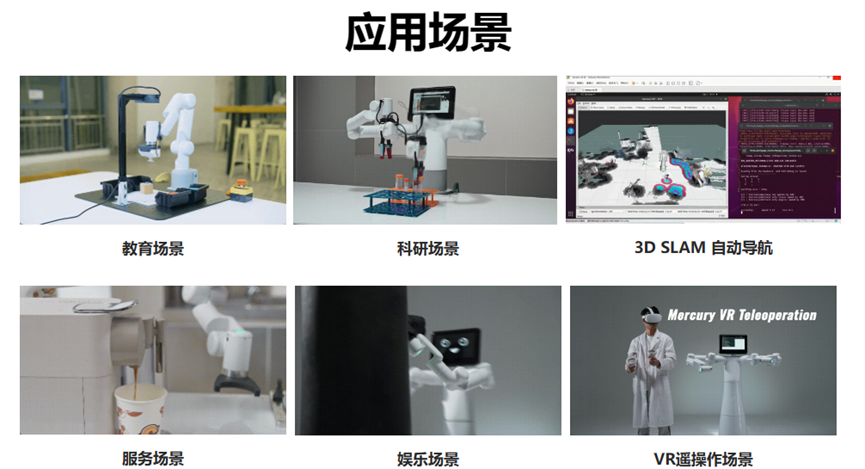 应用场景
教育场景
科研场景
3D SLAM 自动导航
Mercury VR Teleoperation
服务场景
娱乐场景
VR遥操作场景